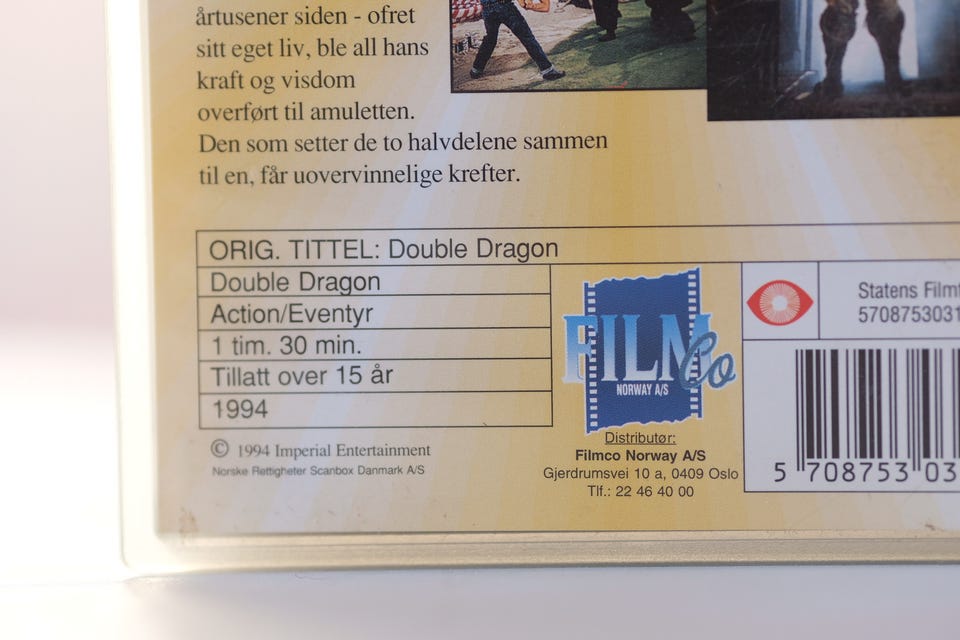 årtusener siden - ofret
sitt eget liv, ble all hans
kraft og visdom
overført til amuletten.
Den som setter de to halvdelene sammen
til en, får uovervinnelige krefter.
ORIG. TITTEL: Double Dragon
Double Dragon
Action/Eventyr
1 tim. 30 min.
Tillatt over 15 år
1994
© 1994 Imperial Entertainment
Norske Rettigheter Scanbox Danmark A/S
FILM Co
NORWAY A/S
Distributør:
Filmco Norway A/S
Gjerdrumsvei 10 a, 0409 Oslo
Tlf.: 22 46 40 00
Statens Filmt
5708753031
5 708753 03